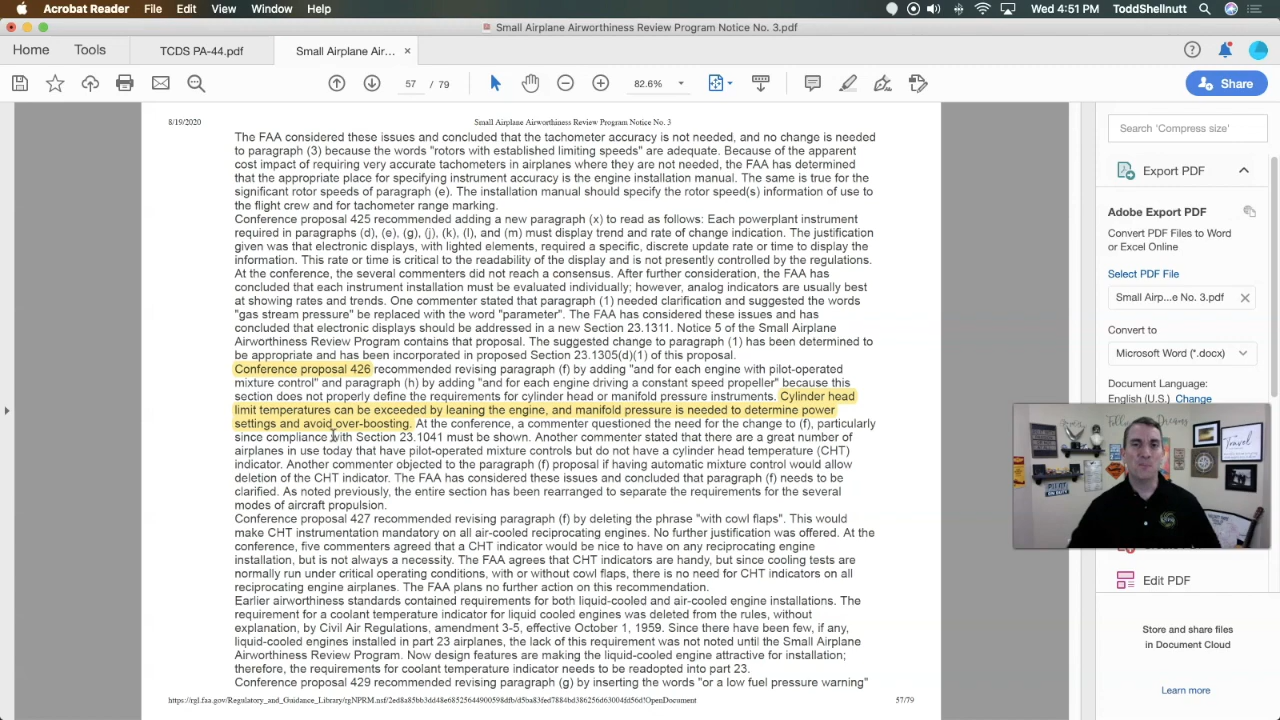 Acrobat Reader File Edit View Window Help Wed 4:51 PM ToddShellnutt
Small Airplane Airworthiness Review Program Notice No. 3.pdf
Home Tools TCDS PA-44.pdf Small Airplane Air... ×
57 / 79 82.6% Share
8/19/2020 Small Airplane Airworthiness Review Program Notice No. 3
The FAA considered these issues and concluded that the tachometer accuracy is not needed, and no change is needed
to paragraph (3) because the words "rotors with established limiting speeds" are adequate. Because of the apparent
cost impact of requiring very accurate tachometers in airplanes where they are not needed, the FAA has determined
that the appropriate place for specifying instrument accuracy is the engine installation manual. The same is true for the
significant rotor speeds of paragraph (e). The installation manual should specify the rotor speed(s) information of use to
the flight crew and for tachometer range marking.
Conference proposal 425 recommended adding a new paragraph (x) to read as follows: Each powerplant instrument
required in paragraphs (d), (e), (g), (j), (k), (l), and (m) must display trend and rate of change indication. The justification
given was that electronic displays, with lighted elements, required a specific, discrete update rate or time to display the
information. This rate or time is critical to the readability of the display and is not presently controlled by the regulations.
At the conference, the several commenters did not reach a consensus. After further consideration, the FAA has
concluded that each instrument installation must be evaluated individually; however, analog indicators are usually best
at showing rates and trends. One commenter stated that paragraph (1) needed clarification and suggested the words
"gas stream pressure" be replaced with the word "parameter". The FAA has considered these issues and has
concluded that electronic displays should be addressed in a new Section 23.1311. Notice 5 of the Small Airplane
Airworthiness Review Program contains that proposal. The suggested change to paragraph (1) has been determined to
be appropriate and has been incorporated in proposed Section 23.1305(d)(1) of this proposal.
Conference proposal 426 recommended revising paragraph (f) by adding "and for each engine with pilot-operated
mixture control" and paragraph (h) by adding "and for each engine driving a constant speed propeller" because this
section does not properly define the requirements for cylinder head or manifold pressure instruments. Cylinder head
limit temperatures can be exceeded by leaning the engine, and manifold pressure is needed to determine power
settings and avoid over-boosting. At the conference, a commenter questioned the need for the change to (f), particularly
since compliance with Section 23.1041 must be shown. Another commenter stated that there are a great number of
airplanes in use today that have pilot-operated mixture controls but do not have a cylinder head temperature (CHT)
indicator. Another commenter objected to the paragraph (f) proposal if having automatic mixture control would allow
deletion of the CHT indicator. The FAA has considered these issues and concluded that paragraph (f) needs to be
clarified. As noted previously, the entire section has been rearranged to separate the requirements for the several
modes of aircraft propulsion.
Conference proposal 427 recommended revising paragraph (f) by deleting the phrase "with cowl flaps". This would
make CHT instrumentation mandatory on all air-cooled reciprocating engines. No further justification was offered. At the
conference, five commenters agreed that a CHT indicator would be nice to have on any reciprocating engine
installation, but is not always a necessity. The FAA agrees that CHT indicators are handy, but since cooling tests are
normally run under critical operating conditions, with or without cowl flaps, there is no need for CHT indicators on all
reciprocating engine airplanes. The FAA plans no further action on this recommendation.
Earlier airworthiness standards contained requirements for both liquid-cooled and air-cooled engine installations. The
requirement for a coolant temperature indicator for liquid cooled engines was deleted from the rules, without
explanation, by Civil Air Regulations, amendment 3-5, effective October 1, 1959. Since there have been few, if any,
liquid-cooled engines installed in part 23 airplanes, the lack of this requirement was not noted until the Small Airplane
Airworthiness Review Program. Now design features are making the liquid-cooled engine attractive for installation;
therefore, the requirements for coolant temperature indicator needs to be readopted into part 23.
Conference proposal 429 recommended revising paragraph (g) by inserting the words "or a low fuel pressure warning"
https://rgl.faa.gov/Regulatory_and_Guidance_Library/rgNPRM.nsf/2ed8a85bb3dd48e68525644900598dfb/d5ba83fed7884bd386256d63004fd56d!OpenDocument 57/79
Search 'Compress size'
Export PDF
Adobe Export PDF
Convert PDF Files to Word
or Excel Online
Select PDF File
Small Airp...e No. 3.pdf
Convert to
Microsoft Word (*.docx)
Document Language:
English (U.S.) Change
Edit PDF
Store and share files
in Document Cloud
Learn more